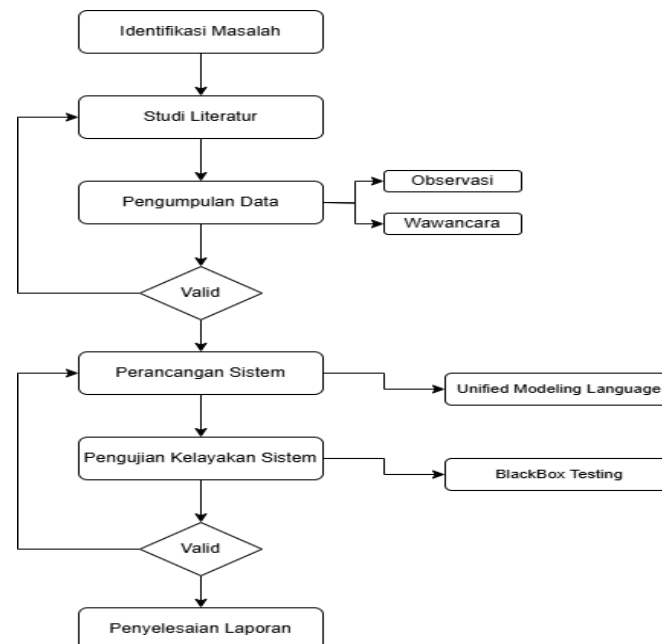 Identifikasi Masalah
Studi Literatur
Pengumpulan Data
Observasi
Wawancara
Valid
Perancangan Sistem
Unified Modeling Language
Pengujian Kelayakan Sistem
BlackBox Testing
Valid
Penyelesaian Laporan